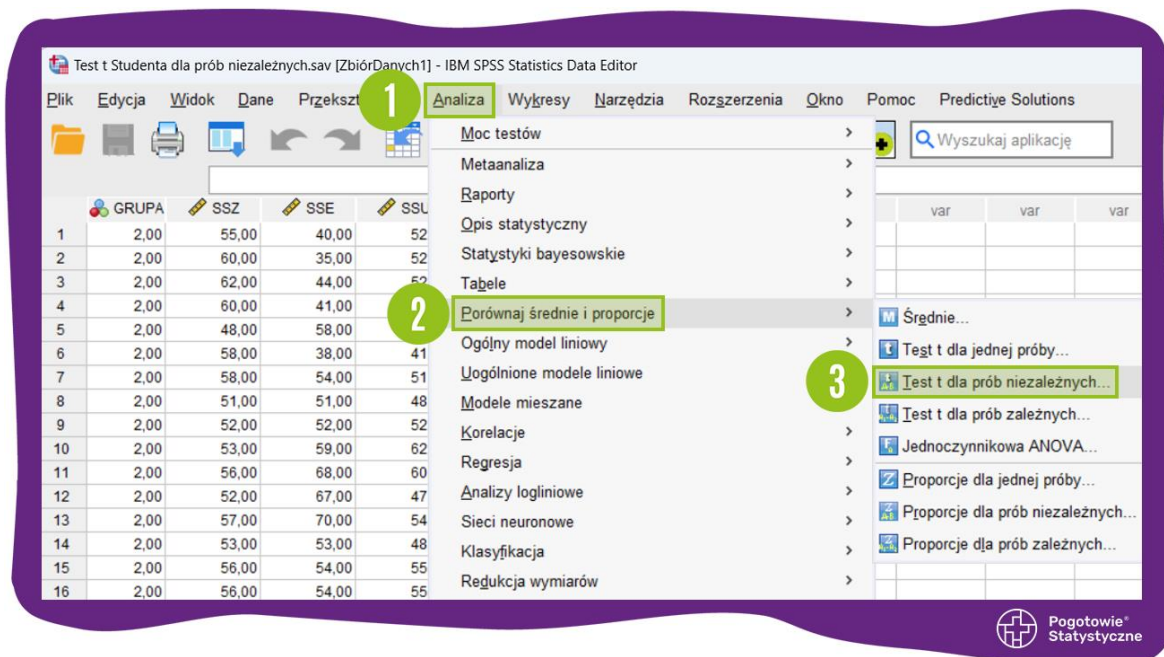 Test t Studenta dla prób niezależnych.sav [ZbiórDanych1] - IBM SPSS Statistics Data Editor
Plik Edycja Widok Dane Przekszt 1 Analiza Wykresy Narzędzia Rozszerzenia Okno Pomoc Predictive Solutions
Wyszukaj aplikację
Moc testów
Metaanaliza
Raporty
Opis statystyczny
Statystyki bayesowskie
Tabele
2 Porównaj średnie i proporcje
Ogólny model liniowy
Uogólnione modele liniowe
Modele mieszane
Korelacje
Regresja
Analizy logliniowe
Sieci neuronowe
Klasyfikacja
Redukcja wymiarów
M Średnie...
t Test t dla jednej próby...
3 Test t dla prób niezależnych...
Test t dla prób zależnych...
Jednoczynnikowa ANOVA...
Z Proporcje dla jednej próby...
Proporcje dla prób niezależnych...
Proporcje dla prób zależnych...
GRUPA SSZ SSE SSU var var var
1 2,00 55,00 40,00 52
2 2,00 60,00 35,00 52
3 2,00 62,00 44,00 52
4 2,00 60,00 41,00
5 2,00 48,00 58,00
6 2,00 58,00 38,00 41
7 2,00 58,00 54,00 51
8 2,00 51,00 51,00 48
9 2,00 52,00 52,00 52
10 2,00 53,00 59,00 62
11 2,00 56,00 68,00 60
12 2,00 52,00 67,00 47
13 2,00 57,00 70,00 54
14 2,00 53,00 53,00 48
15 2,00 56,00 54,00 55
16 2,00 56,00 54,00 55
Pogotowie®
Statystyczne